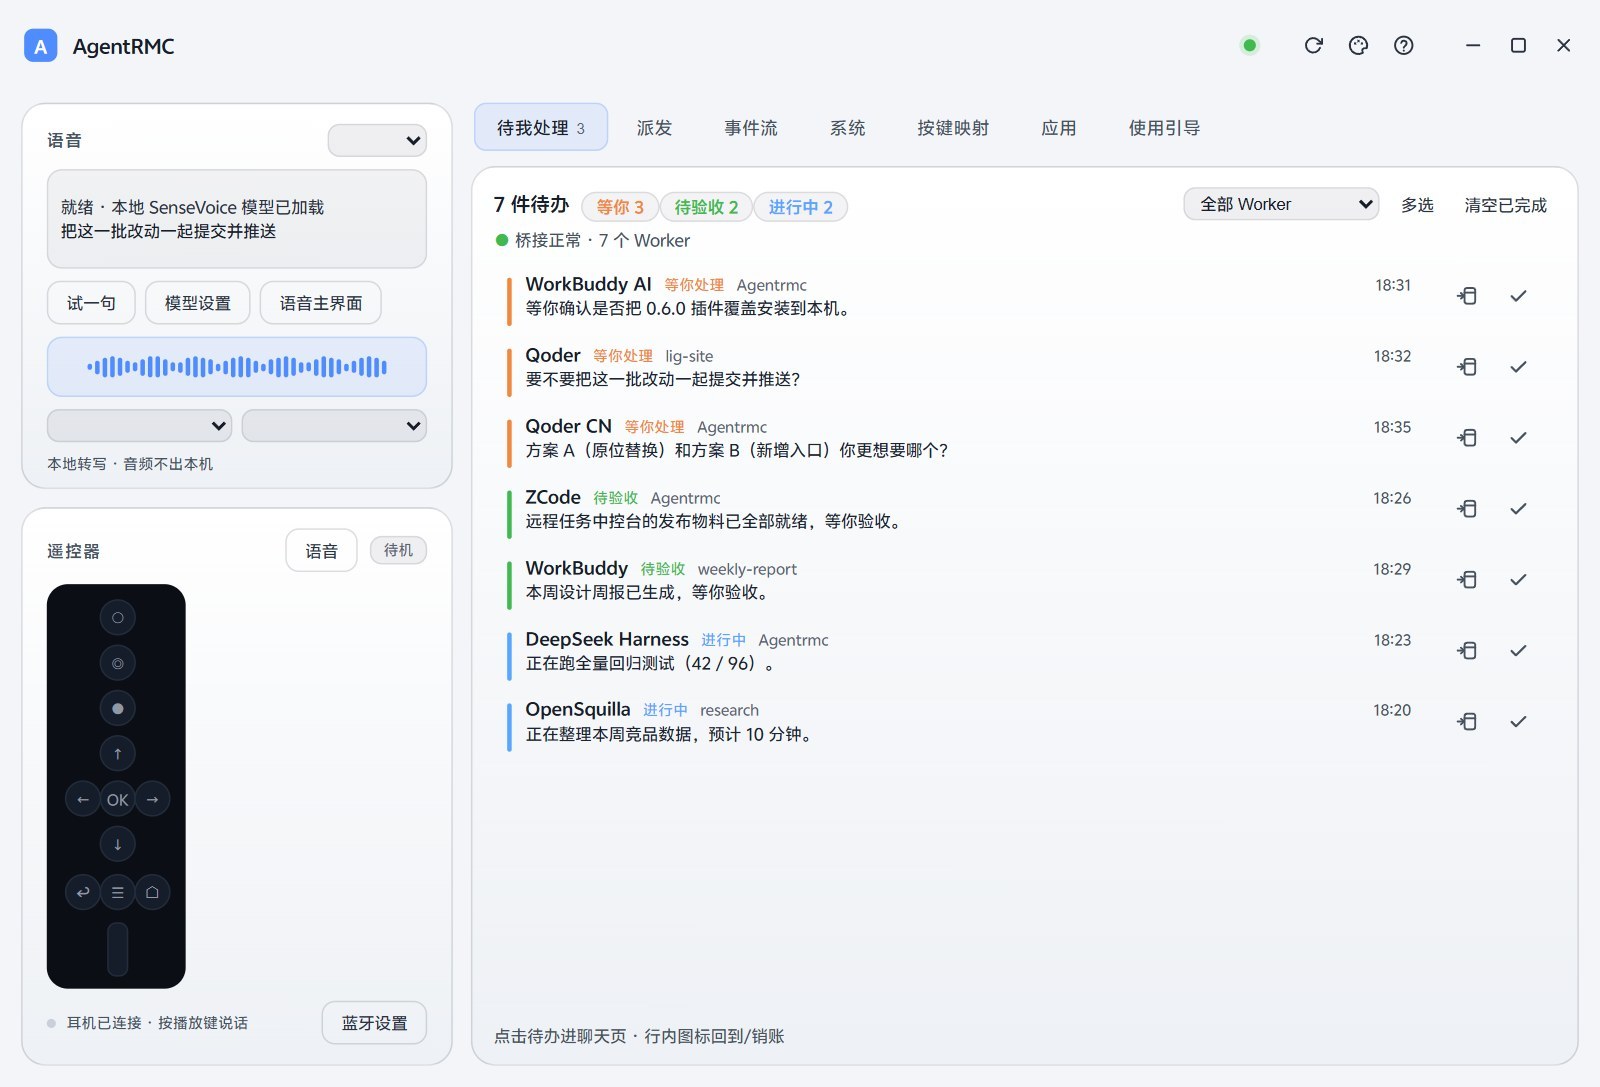 A AgentRMC
语音
就绪 · 本地 SenseVoice 模型已加载
把这一批改动一起提交并推送
试一句 模型设置 语音主界面
本地转写 · 音频不出本机
遥控器 语音 待机
↑
← OK →
↓
耳机已连接 · 按播放键说话 蓝牙设置
待我处理 3 派发 事件流 系统 按键映射 应用 使用引导
7 件待办 等你 3 待验收 2 进行中 2 全部 Worker 多选 清空已完成
桥接正常 · 7 个 Worker
WorkBuddy AI 等你处理 Agentrmc 18:31
等你确认是否把 0.6.0 插件覆盖安装到本机。
Qoder 等你处理 lig-site 18:32
要不要把这一批改动一起提交并推送?
Qoder CN 等你处理 Agentrmc 18:35
方案 A（原位替换）和方案 B（新增入口）你更想要哪个?
ZCode 待验收 Agentrmc 18:26
远程任务中控台的发布物料已全部就绪，等你验收。
WorkBuddy 待验收 weekly-report 18:29
本周设计周报已生成，等你验收。
DeepSeek Harness 进行中 Agentrmc 18:23
正在跑全量回归测试（42 / 96）。
OpenSquilla 进行中 research 18:20
正在整理本周竞品数据，预计 10 分钟。
点击待办进聊天页 · 行内图标回到/销账